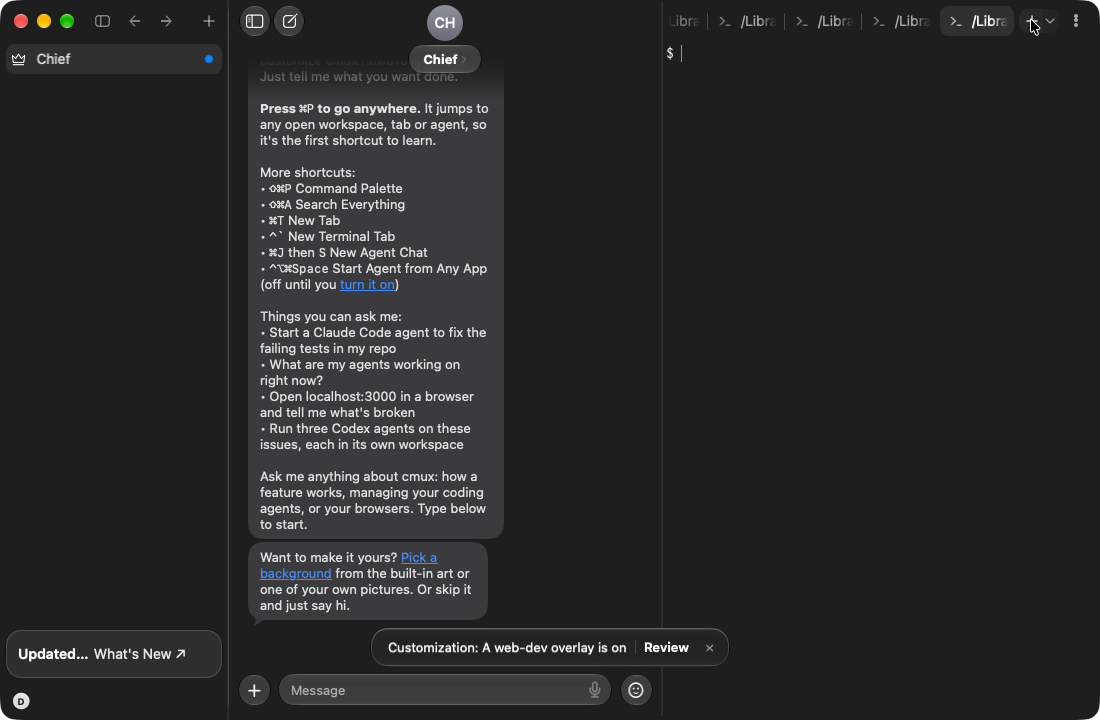 Chief
Updated... What's New ↗
D
CH
Chief
Just tell me what you want done.
Press ⌘P to go anywhere. It jumps to
any open workspace, tab or agent, so
it's the first shortcut to learn.
More shortcuts:
• ⇧⌘P Command Palette
• ⇧⌘A Search Everything
• ⌘T New Tab
• ^` New Terminal Tab
• ⌘J then S New Agent Chat
• ^⌥⌘Space Start Agent from Any App
(off until you turn it on)
Things you can ask me:
• Start a Claude Code agent to fix the
failing tests in my repo
• What are my agents working on
right now?
• Open localhost:3000 in a browser
and tell me what's broken
• Run three Codex agents on these
issues, each in its own workspace
Ask me anything about cmux: how a
feature works, managing your coding
agents, or your browsers. Type below
to start.
Want to make it yours? Pick a
background from the built-in art or
one of your own pictures. Or skip it
and just say hi.
Customization: A web-dev overlay is on Review ×
Message
Libra >_ /Libra >_ /Libra >_ /Libra >_ /Libra
$